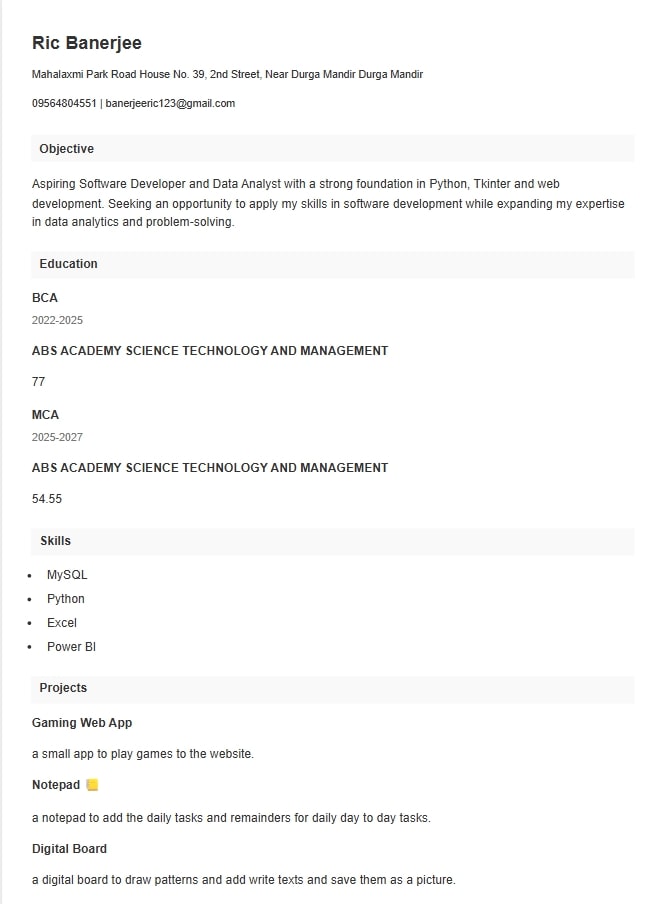 Ric Banerjee
Mahalaxmi Park Road House No. 39, 2nd Street, Near Durga Mandir Durga Mandir
09564804551 | banerjeeric123@gmail.com
Objective
Aspiring Software Developer and Data Analyst with a strong foundation in Python, Tkinter and web
development. Seeking an opportunity to apply my skills in software development while expanding my expertise
in data analytics and problem-solving.
Education
BCA
2022-2025
ABS ACADEMY SCIENCE TECHNOLOGY AND MANAGEMENT
77
MCA
2025-2027
ABS ACADEMY SCIENCE TECHNOLOGY AND MANAGEMENT
54.55
Skills
• MySQL
• Python
• Excel
• Power BI
Projects
Gaming Web App
a small app to play games to the website.
Notepad 📒
a notepad to add the daily tasks and remainders for daily day to day tasks.
Digital Board
a digital board to draw patterns and add write texts and save them as a picture.